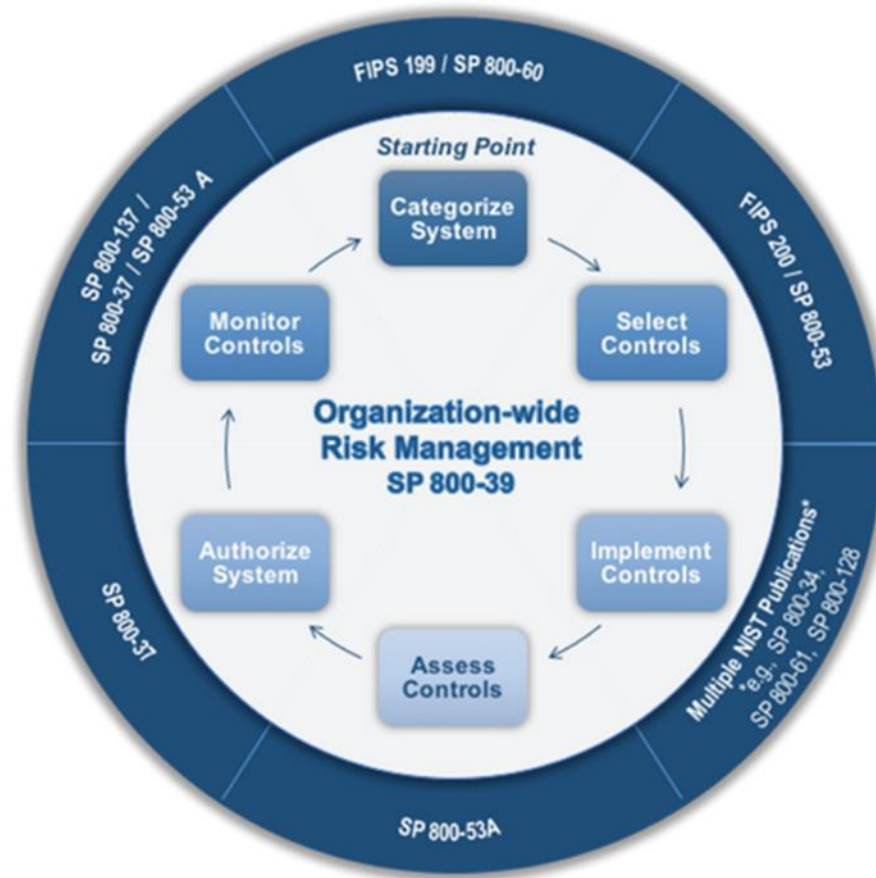 FIPS 199 / SP 800-60
Starting Point
Categorize
System
FIPS 200 / SP 800-53
Select
Controls
Multiple NIST Publications*
*e.g., SP 800-34,
SP 800-61, SP 800-128
Implement
Controls
SP 800-53A
Assess
Controls
SP 800-37
Authorize
System
SP 800-137 /
SP 800-37 / SP 800-53 A
Monitor
Controls
Organization-wide
Risk Management
SP 800-39